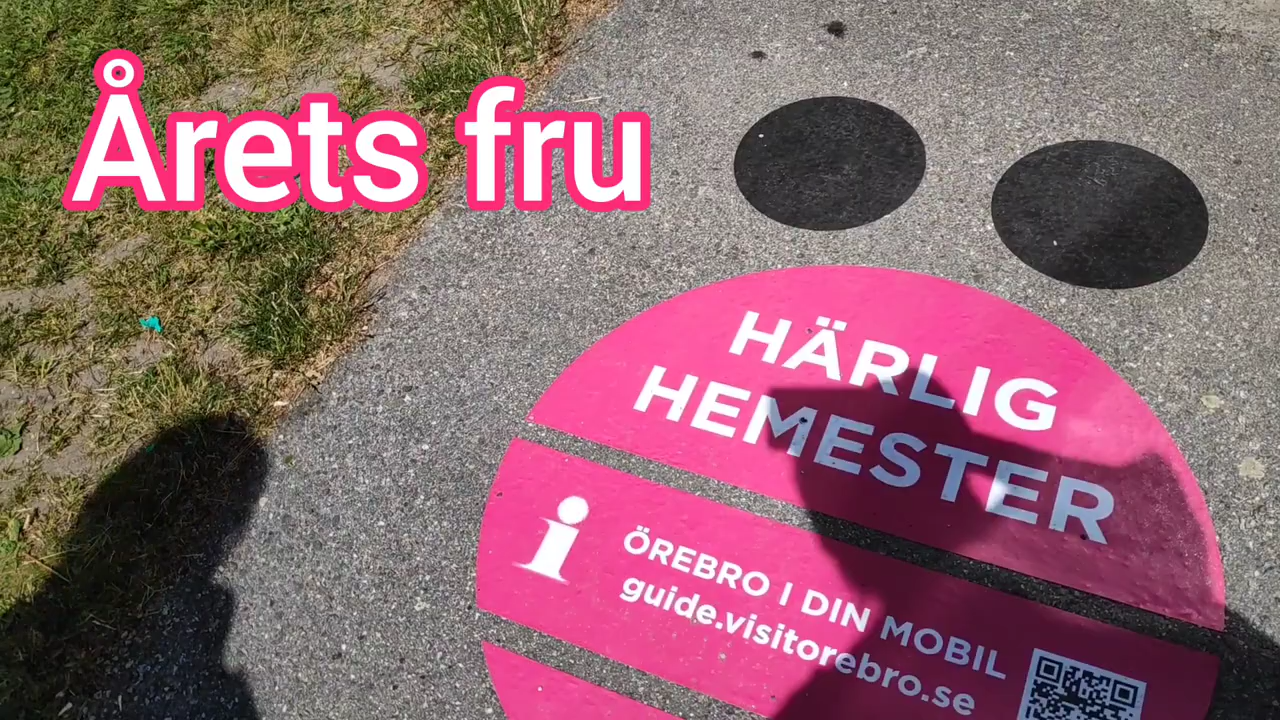 Årets fru
HÄRLIG
HEMESTER
i
ÖREBRO I DIN MOBIL
guide.visitorebro.se